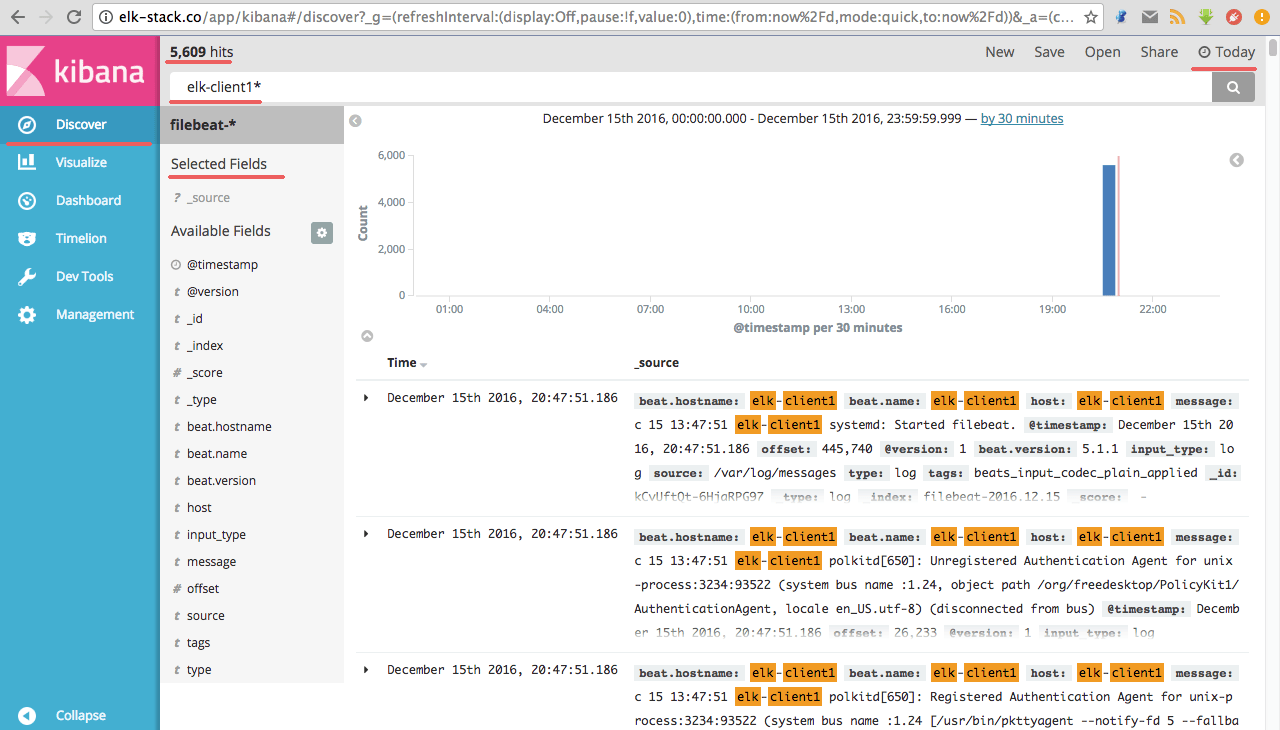 elk-stack.co/app/kibana#/discover?_g=(refreshInterval:(display:Off,pause:!f,value:0),time:(from:now%2Fd,mode:quick,to:now%2Fd))&_a=(c...
kibana
5,609 hits
New Save Open Share Today
elk-client1*
Discover
Visualize
Dashboard
Timelion
Dev Tools
Management
Collapse
filebeat-*
Selected Fields
? _source
Available Fields
@timestamp
t @version
t _id
t _index
# _score
t _type
t beat.hostname
t beat.name
t beat.version
t host
t input_type
t message
# offset
t source
t tags
t type
December 15th 2016, 00:00:00.000 - December 15th 2016, 23:59:59.999 — by 30 minutes
Count
6,000
4,000
2,000
0
01:00 04:00 07:00 10:00 13:00 16:00 19:00 22:00
@timestamp per 30 minutes
Time _source
December 15th 2016, 20:47:51.186 beat.hostname: elk-client1 beat.name: elk-client1 host: elk-client1 message:
c 15 13:47:51 elk-client1 systemd: Started filebeat. @timestamp: December 15th 20
16, 20:47:51.186 offset: 445,740 @version: 1 beat.version: 5.1.1 input_type: lo
g source: /var/log/messages type: log tags: beats_input_codec_plain_applied _id:
kCvUftQt-6HjaRPG97 _type: log _index: filebeat-2016.12.15 _score: -
December 15th 2016, 20:47:51.186 beat.hostname: elk-client1 beat.name: elk-client1 host: elk-client1 message:
c 15 13:47:51 elk-client1 polkitd[650]: Unregistered Authentication Agent for unix
-process:3234:93522 (system bus name :1.24, object path /org/freedesktop/PolicyKit1/
AuthenticationAgent, locale en_US.utf-8) (disconnected from bus) @timestamp: Decemb
er 15th 2016, 20:47:51.186 offset: 26,233 @version: 1 input_type: log
December 15th 2016, 20:47:51.186 beat.hostname: elk-client1 beat.name: elk-client1 host: elk-client1 message:
c 15 13:47:51 elk-client1 polkitd[650]: Registered Authentication Agent for unix-p
rocess:3234:93522 (system bus name :1.24 [/usr/bin/pkttyagent --notify-fd 5 --fallba